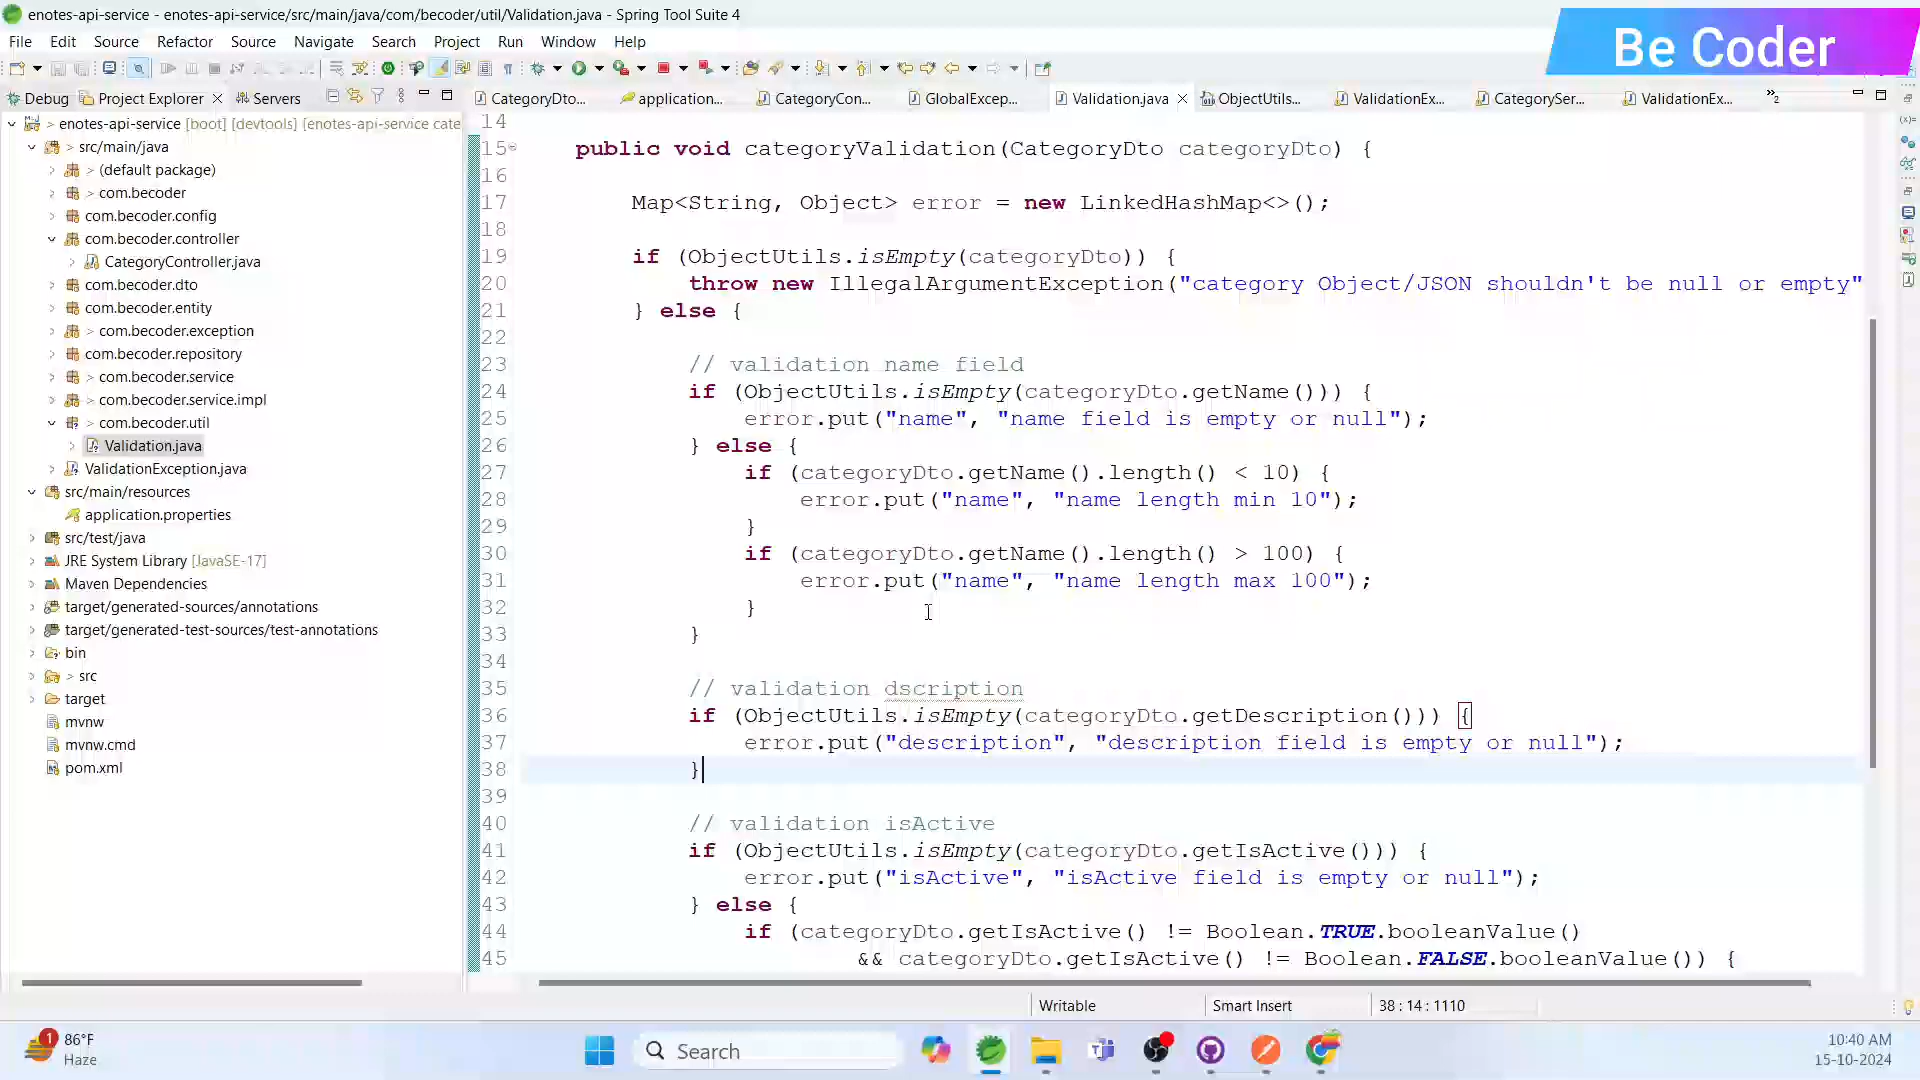 enotes-api-service - enotes-api-service/src/main/java/com/becoder/util/Validation.java - Spring Tool Suite 4
Be Coder
File Edit Source Refactor Source Navigate Search Project Run Window Help
Debug Project Explorer Servers
CategoryDto... application... CategoryCon... GlobalExcep... Validation.java ObjectUtils... ValidationEx... CategorySer... ValidationEx... »2
> enotes-api-service [boot] [devtools] [enotes-api-service cate
> src/main/java
> (default package)
> com.becoder
com.becoder.config
com.becoder.controller
CategoryController.java
com.becoder.dto
com.becoder.entity
> com.becoder.exception
com.becoder.repository
> com.becoder.service
> com.becoder.service.impl
com.becoder.util
Validation.java
ValidationException.java
src/main/resources
application.properties
src/test/java
JRE System Library [JavaSE-17]
Maven Dependencies
target/generated-sources/annotations
target/generated-test-sources/test-annotations
bin
> src
target
mvnw
mvnw.cmd
pom.xml
14
15 public void categoryValidation(CategoryDto categoryDto) {
16
17 Map<String, Object> error = new LinkedHashMap<>();
18
19 if (ObjectUtils.isEmpty(categoryDto)) {
20 throw new IllegalArgumentException("category Object/JSON shouldn't be null or empty"
21 } else {
22
23 // validation name field
24 if (ObjectUtils.isEmpty(categoryDto.getName())) {
25 error.put("name", "name field is empty or null");
26 } else {
27 if (categoryDto.getName().length() < 10) {
28 error.put("name", "name length min 10");
29 }
30 if (categoryDto.getName().length() > 100) {
31 error.put("name", "name length max 100");
32 }
33 }
34
35 // validation dscription
36 if (ObjectUtils.isEmpty(categoryDto.getDescription())) {
37 error.put("description", "description field is empty or null");
38 }
39
40 // validation isActive
41 if (ObjectUtils.isEmpty(categoryDto.getIsActive())) {
42 error.put("isActive", "isActive field is empty or null");
43 } else {
44 if (categoryDto.getIsActive() != Boolean.TRUE.booleanValue()
45 && categoryDto.getIsActive() != Boolean.FALSE.booleanValue()) {
Writable Smart Insert 38 : 14 : 1110
1 86°F
Haze
Search
10:40 AM
15-10-2024